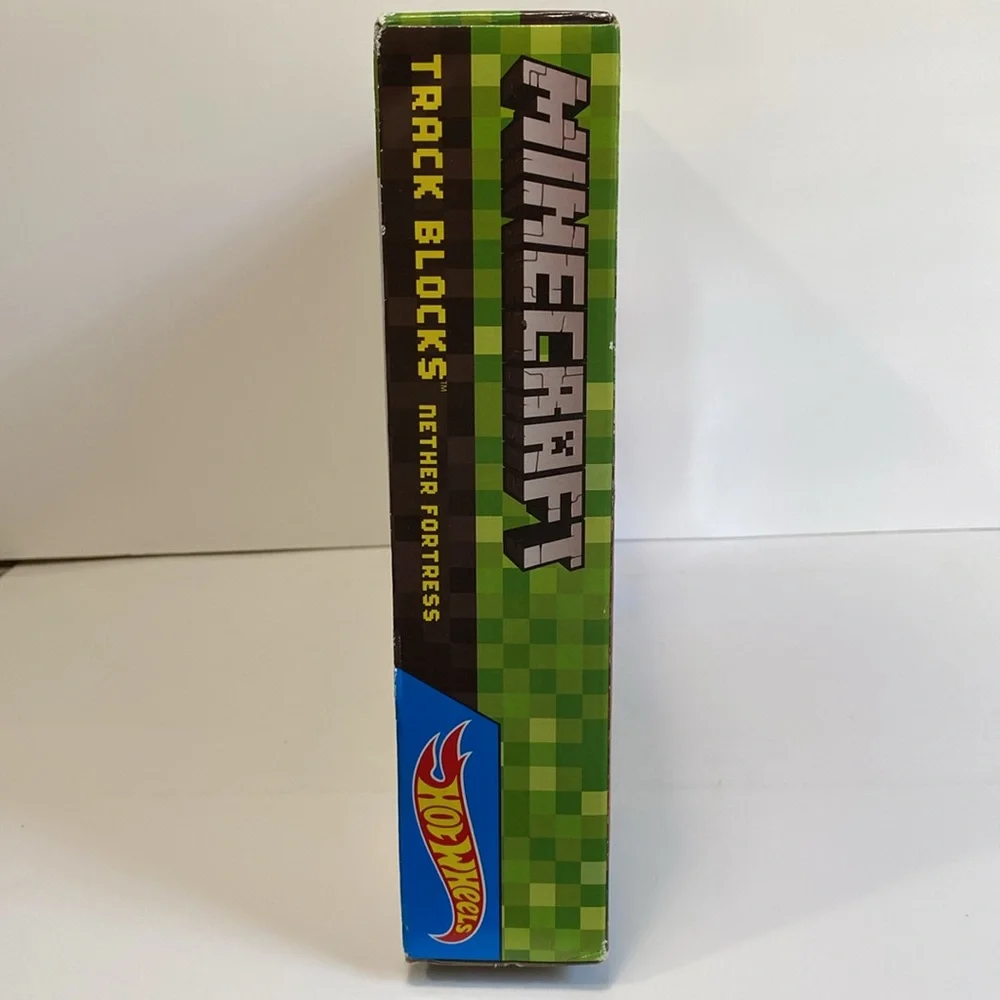 MINECRAFT
TRACK BLOCKS™ NETHER FORTRESS
HOT WHEELS